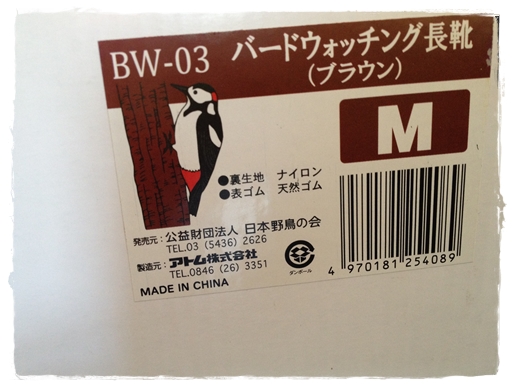 BW-03 バードウォッチング長靴
(ブラウン)
M
●裏生地 ナイロン
●表ゴム 天然ゴム
発売元: 公益財団法人 日本野鳥の会
TEL.03 (5436) 2626
製造元: アトム株式会社
TEL.0846 (26) 3351
MADE IN CHINA
ダンボール
4 970181 254089